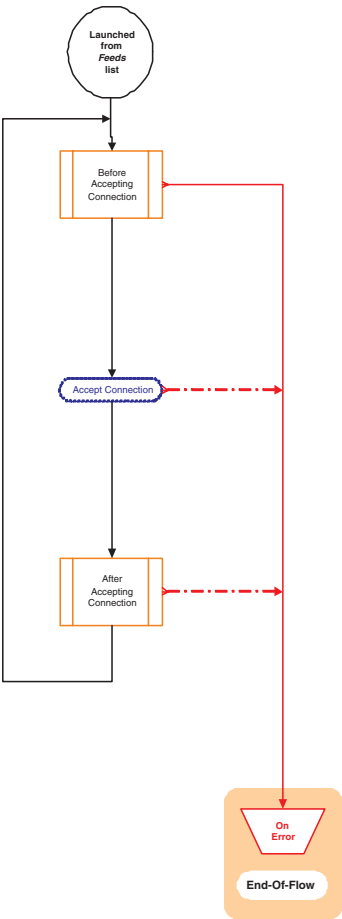 Launched
from
Feeds
list
Before
Accepting
Connection
Accept Connection
After
Accepting
Connection
On
Error
End-Of-Flow